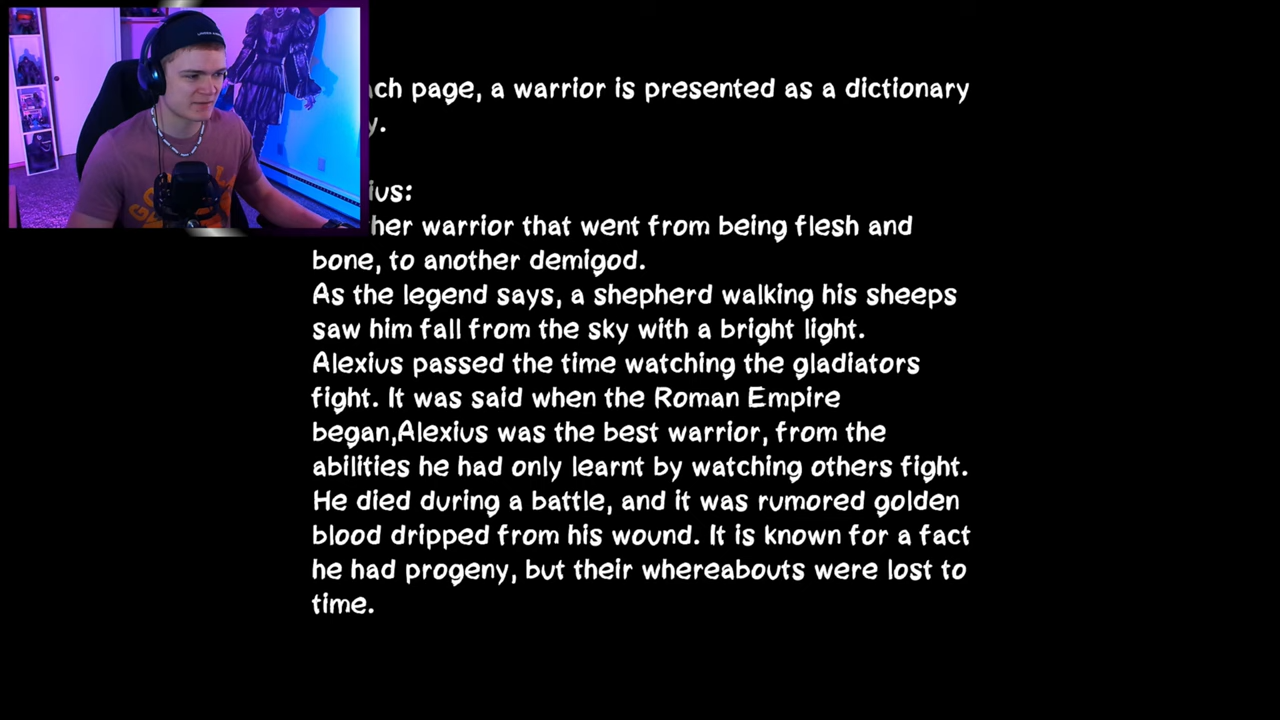 ch page, a warrior is presented as a dictionary
y.
ius:
her warrior that went from being flesh and
bone, to another demigod.
As the legend says, a shepherd walking his sheeps
saw him fall from the sky with a bright light.
Alexius passed the time watching the gladiators
fight. It was said when the Roman Empire
began,Alexius was the best warrior, from the
abilities he had only learnt by watching others fight.
He died during a battle, and it was rumored golden
blood dripped from his wound. It is known for a fact
he had progeny, but their whereabouts were lost to
time.